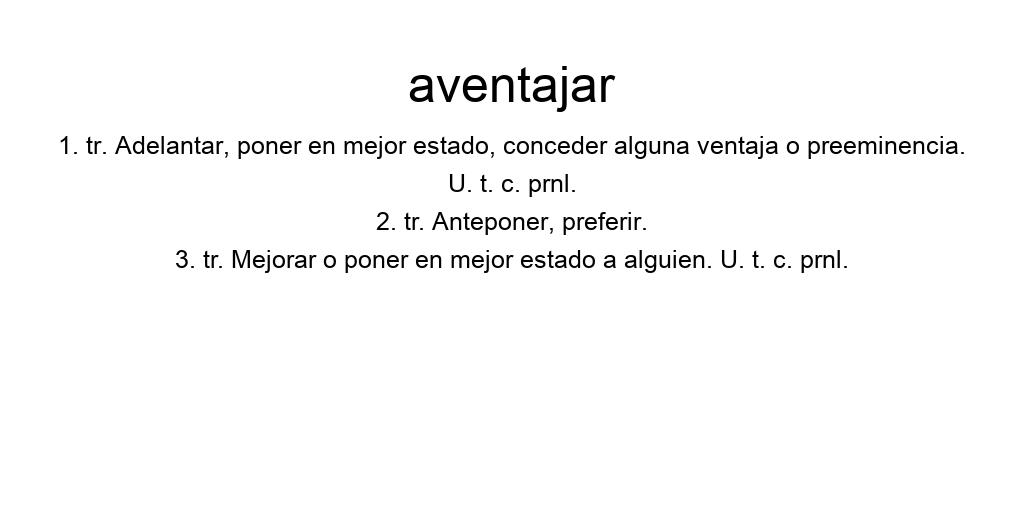 aventajar
1. tr. Adelantar, poner en mejor estado, conceder alguna ventaja o preeminencia.
U. t. c. prnl.
2. tr. Anteponer, preferir.
3. tr. Mejorar o poner en mejor estado a alguien. U. t. c. prnl.